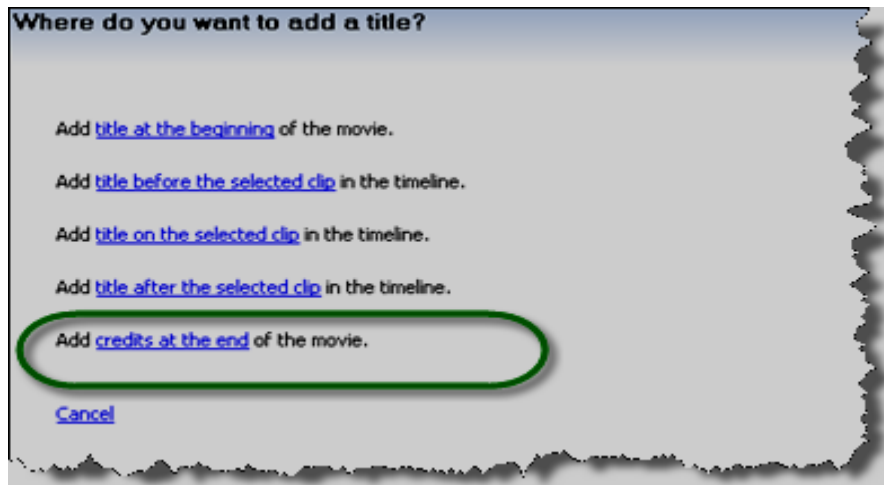 Where do you want to add a title?
Add title at the beginning of the movie.
Add title before the selected clip in the timeline.
Add title on the selected clip in the timeline.
Add title after the selected clip in the timeline.
Add credits at the end of the movie.
Cancel